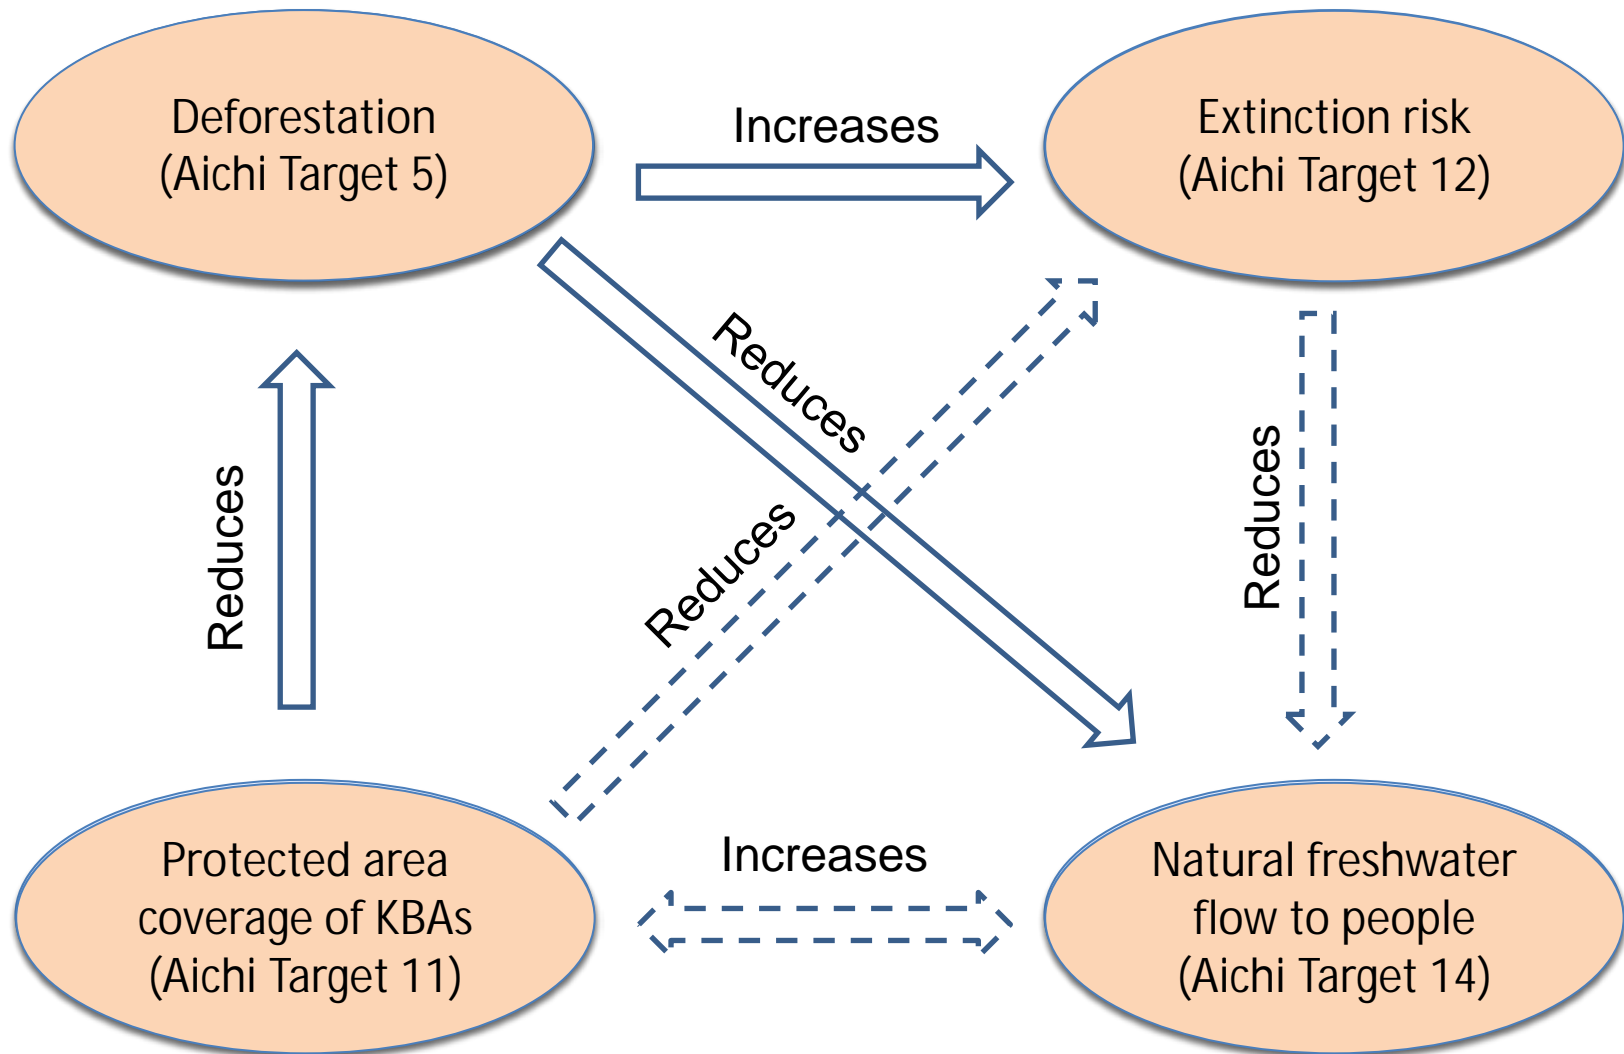 Deforestation
(Aichi Target 5)
Increases
Extinction risk
(Aichi Target 12)
Reduces
Reduces
Reduces
Reduces
Protected area
coverage of KBAs
(Aichi Target 11)
Increases
Natural freshwater
flow to people
(Aichi Target 14)